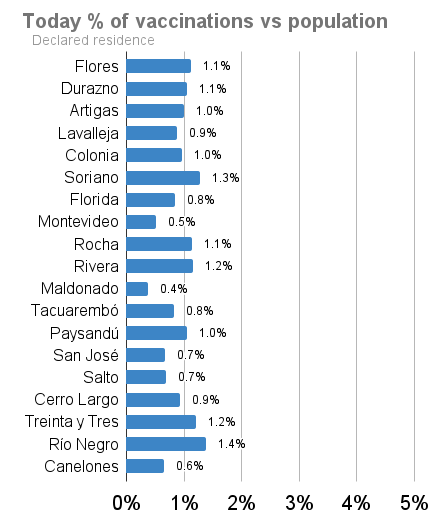 Today % of vaccinations vs population
Declared residence
Flores 1.1%
Durazno 1.1%
Artigas 1.0%
Lavalleja 0.9%
Colonia 1.0%
Soriano 1.3%
Florida 0.8%
Montevideo 0.5%
Rocha 1.1%
Rivera 1.2%
Maldonado 0.4%
Tacuarembó 0.8%
Paysandú 1.0%
San José 0.7%
Salto 0.7%
Cerro Largo 0.9%
Treinta y Tres 1.2%
Río Negro 1.4%
Canelones 0.6%
0% 1% 2% 3% 4% 5%